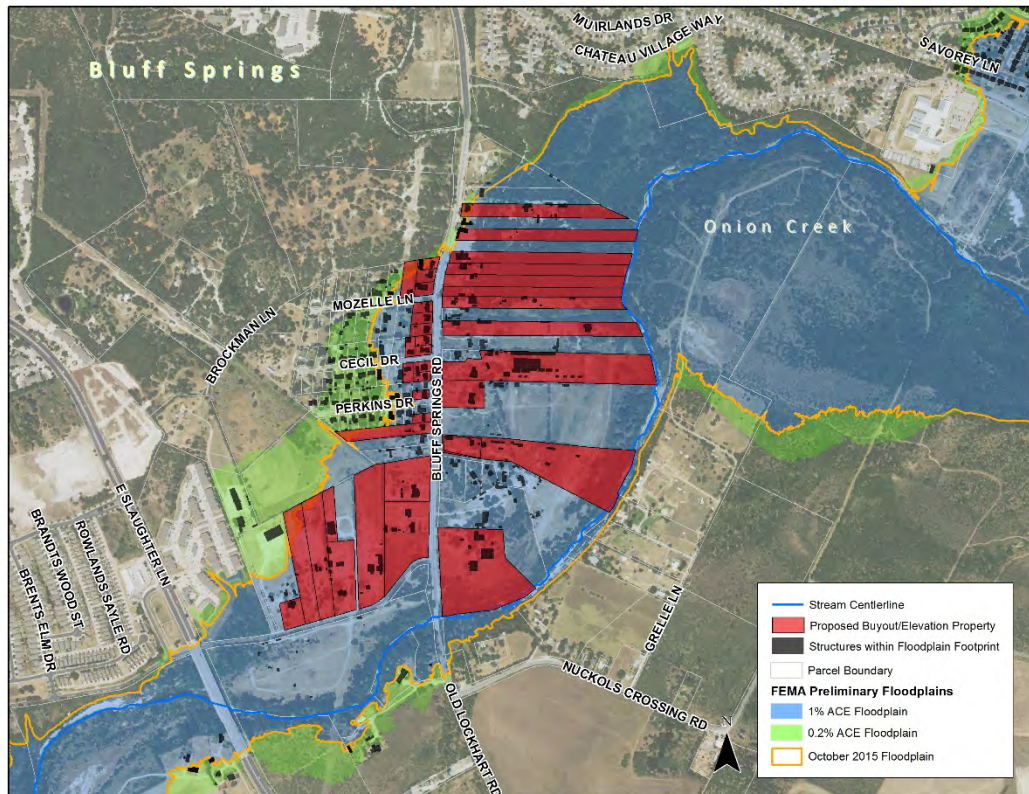 MUIRLANDS DR
CHATEAU VILLAGE WAY
SAVOREY LN
Bluff Springs
Onion Creek
MOZELLE LN
BROCKMAN LN
CECIL DR
PERKINS DR
BLUFF SPRINGS RD
E SLAUGHTER LN
BRANDTS WOOD ST
ROWLANDS SAYLE RD
BRENTS ELM DR
GRELLE LN
NUCKOLS CROSSING RD
OLD LOCKHART RD
N
Stream Centlerline
Proposed Buyout/Elevation Property
Structures within Floodplain Footprint
Parcel Boundary
FEMA Preliminary Floodplains
1% ACE Floodplain
0.2% ACE Floodplain
October 2015 Floodplain